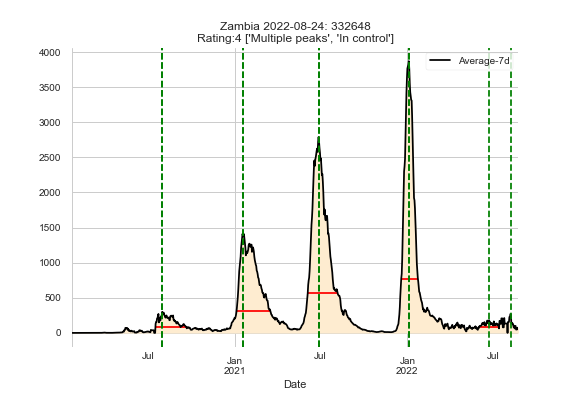 Zambia 2022-08-24: 332648
Rating:4 ['Multiple peaks', 'In control']
Average-7d
4000
3500
3000
2500
2000
1500
1000
500
0
Jul
Jan
2021
Jul
Jan
2022
Jul
Date